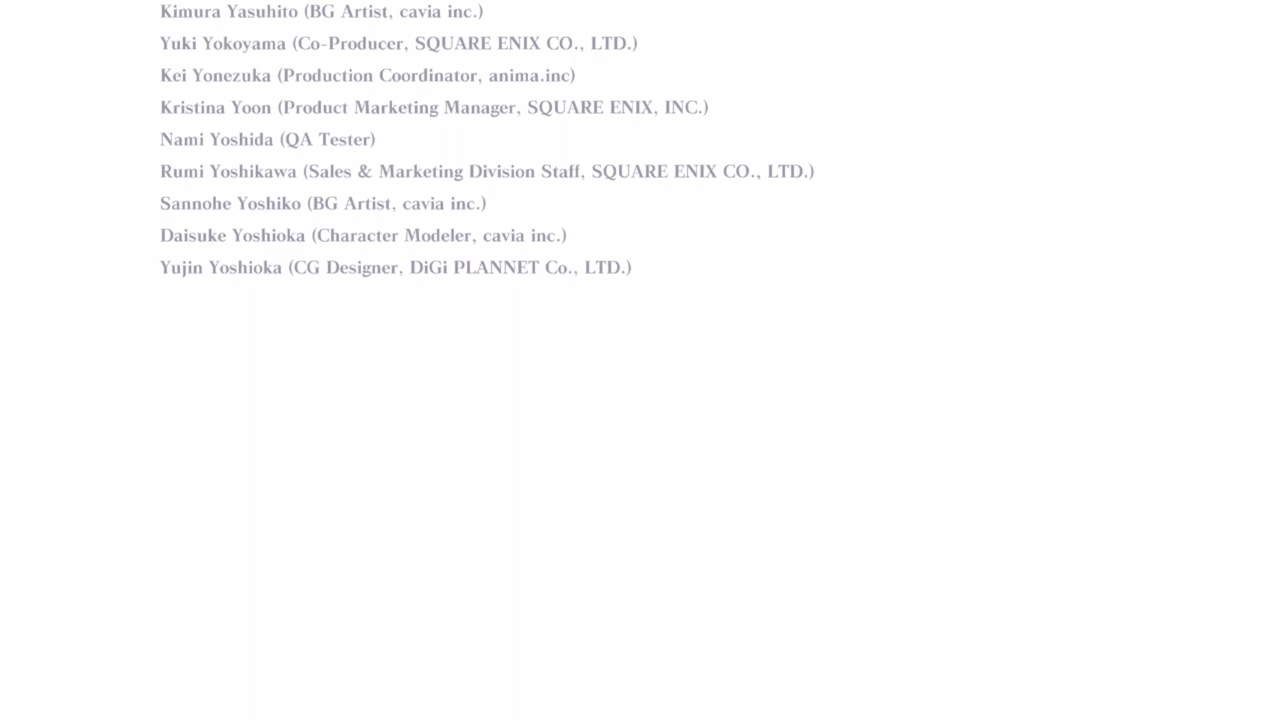 Kimura Yasuhito (BG Artist, cavia inc.)
Yuki Yokoyama (Co-Producer, SQUARE ENIX CO., LTD.)
Kei Yonezuka (Production Coordinator, anima.inc)
Kristina Yoon (Product Marketing Manager, SQUARE ENIX, INC.)
Nami Yoshida (QA Tester)
Rumi Yoshikawa (Sales & Marketing Division Staff, SQUARE ENIX CO., LTD.)
Sannohe Yoshiko (BG Artist, cavia inc.)
Daisuke Yoshioka (Character Modeler, cavia inc.)
Yujin Yoshioka (CG Designer, DiGi PLANNET Co., LTD.)